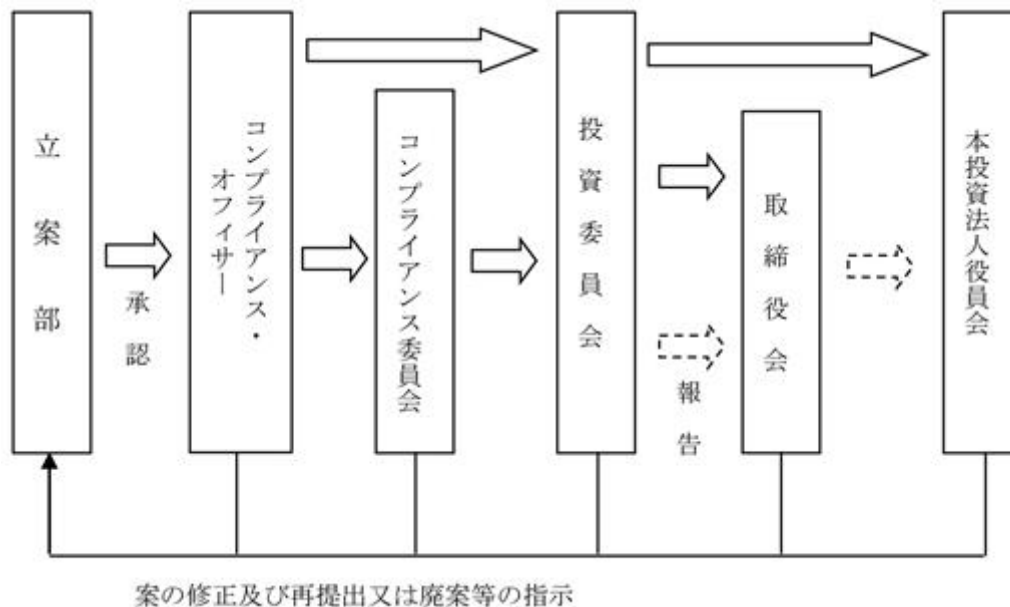 立案部
承認
コンプライアンス・
オフィサー
コンプライアンス委員会
投資委員会
報告
取締役会
本投資法人役員会
案の修正及び再提出又は廃案等の指示